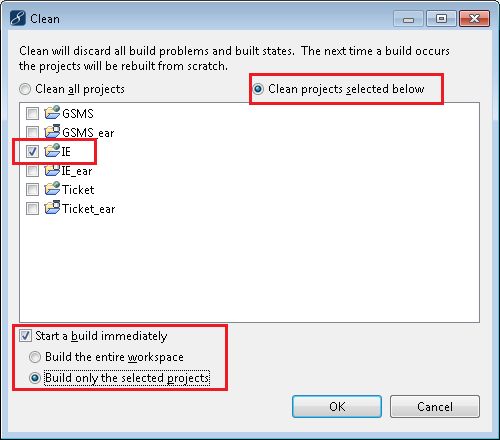 Clean
Clean will discard all build problems and built states.  The next time a build occurs
the projects will be rebuilt from scratch.
Clean all projects
Clean projects selected below
GSMS
GSMS_ear
IE
IE_ear
Ticket
Ticket_ear
Start a build immediately
Build the entire workspace
Build only the selected projects
OK
Cancel